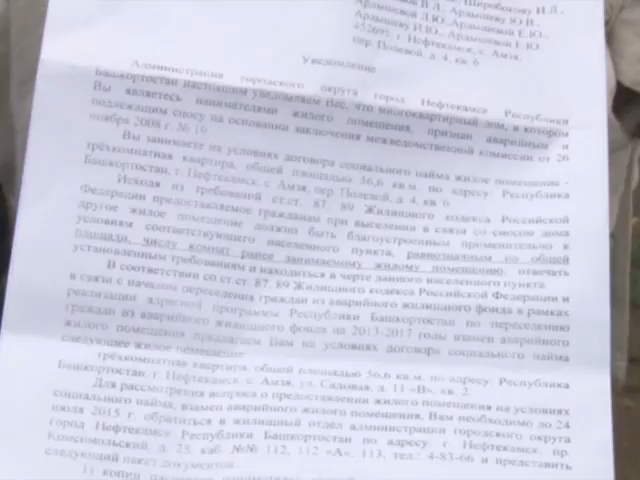 Широбокову И.Л.,
В.Л., Ардышеву Ю.В.,
Ардышевой Л.Ю., Ардышевой Е.Ю.,
Ардышеву И.Ю., Ардышевой Е.Ю.
452695, г. Нефтекамск, с. Амзя,
пер. Полевой, д. 4, кв. 6
Уведомление
Администрация городского округа город Нефтекамск Республики
Башкортостан настоящим уведомляем Вас, что многоквартирный дом, в котором
Вы являетесь нанимателями жилого помещения, признан аварийным и
подлежащим сносу на основании заключения межведомственной комиссии от 26
ноября 2008 г. № 19
Вы занимаете на условиях договора социального найма жилое помещение -
трёхкомнатная квартира, общей площадью 56,6 кв.м. по адресу: Республика
Башкортостан, г. Нефтекамск, с. Амзя, пер. Полевой, д. 4, кв. 6
Исходя из требований ст.ст. 87, 89 Жилищного кодекса Российской
Федерации предоставляемое гражданам при выселении в связи со сносом дома
другое жилое помещение должно быть благоустроенным применительно к
условиям соответствующего населенного пункта, равнозначным по общей
площади, числу комнат ранее занимаемому жилому помещению, отвечать
установленным требованиям и находиться в черте данного населенного пункта.
В соответствии со ст.ст. 87, 89 Жилищного кодекса Российской Федерации и
в связи с началом переселения граждан из аварийного жилищного фонда в рамках
реализации адресной программы Республики Башкортостан по переселению
граждан из аварийного жилищного фонда на 2013-2017 годы взамен аварийного
жилого помещения предлагаем Вам на условиях договора социального найма
следующее жилое помещение
трёхкомнатная квартира, общей площадью 56,6 кв.м. по адресу: Республика
Башкортостан, г. Нефтекамск, с. Амзя, ул. Садовая, д. 11 «В», кв. 2
Для рассмотрения вопроса о предоставлении жилого помещения на условиях
социального найма, взамен аварийного жилого помещения, Вам необходимо до 24
июля 2015 г. обратиться в жилищный отдел администрации городского округа
город Нефтекамск Республики Башкортостан по адресу: г. Нефтекамск, пр.
Комсомольский, д. 25, каб. №№ 112, 112 «А», 113, тел.: 4-83-66 и представить
следующий пакет документов:
1) копии